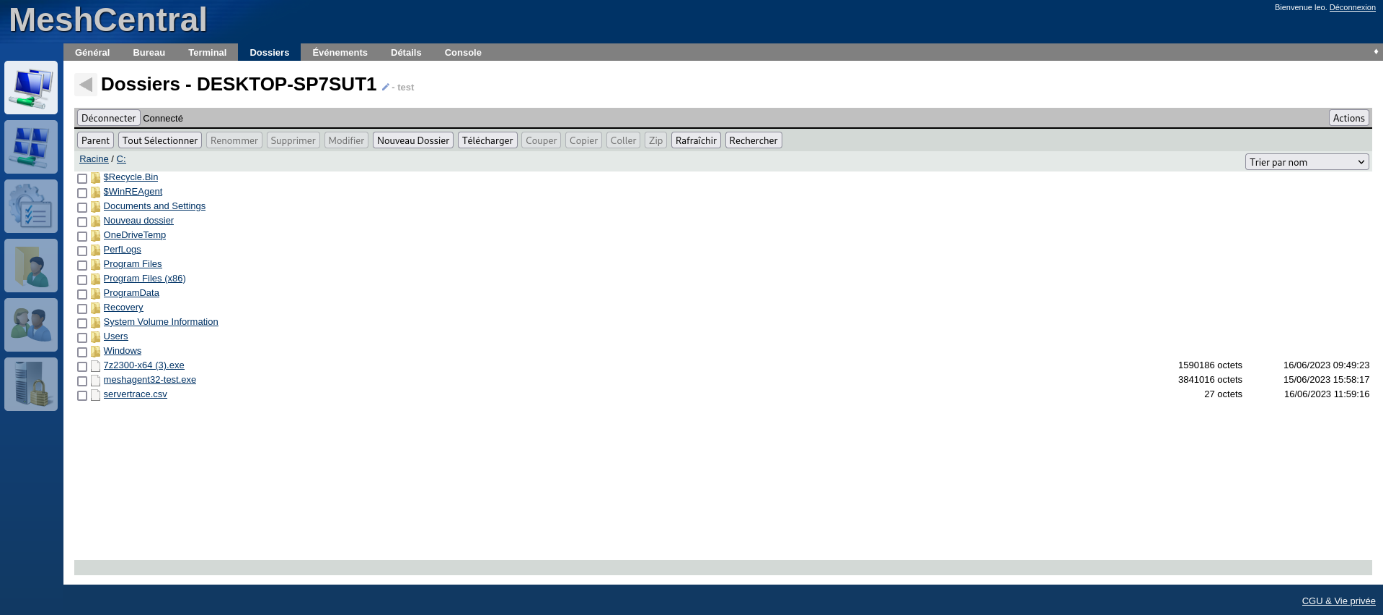 MeshCentral
Bienvenue leo. Déconnexion
Général Bureau Terminal Dossiers Événements Détails Console
Dossiers - DESKTOP-SP7SUT1 - test
Déconnecter Connecté Actions
Parent Tout Sélectionner Renommer Supprimer Modifier Nouveau Dossier Télécharger Couper Copier Coller Zip Rafraîchir Rechercher
Racine / C: Trier par nom
$Recycle.Bin
$WinREAgent
Documents and Settings
Nouveau dossier
OneDriveTemp
PerfLogs
Program Files
Program Files (x86)
ProgramData
Recovery
System Volume Information
Users
Windows
7z2300-x64 (3).exe 1590186 octets 16/06/2023 09:49:23
meshagent32-test.exe 3841016 octets 15/06/2023 15:58:17
servertrace.csv 27 octets 16/06/2023 11:59:16
CGU & Vie privée